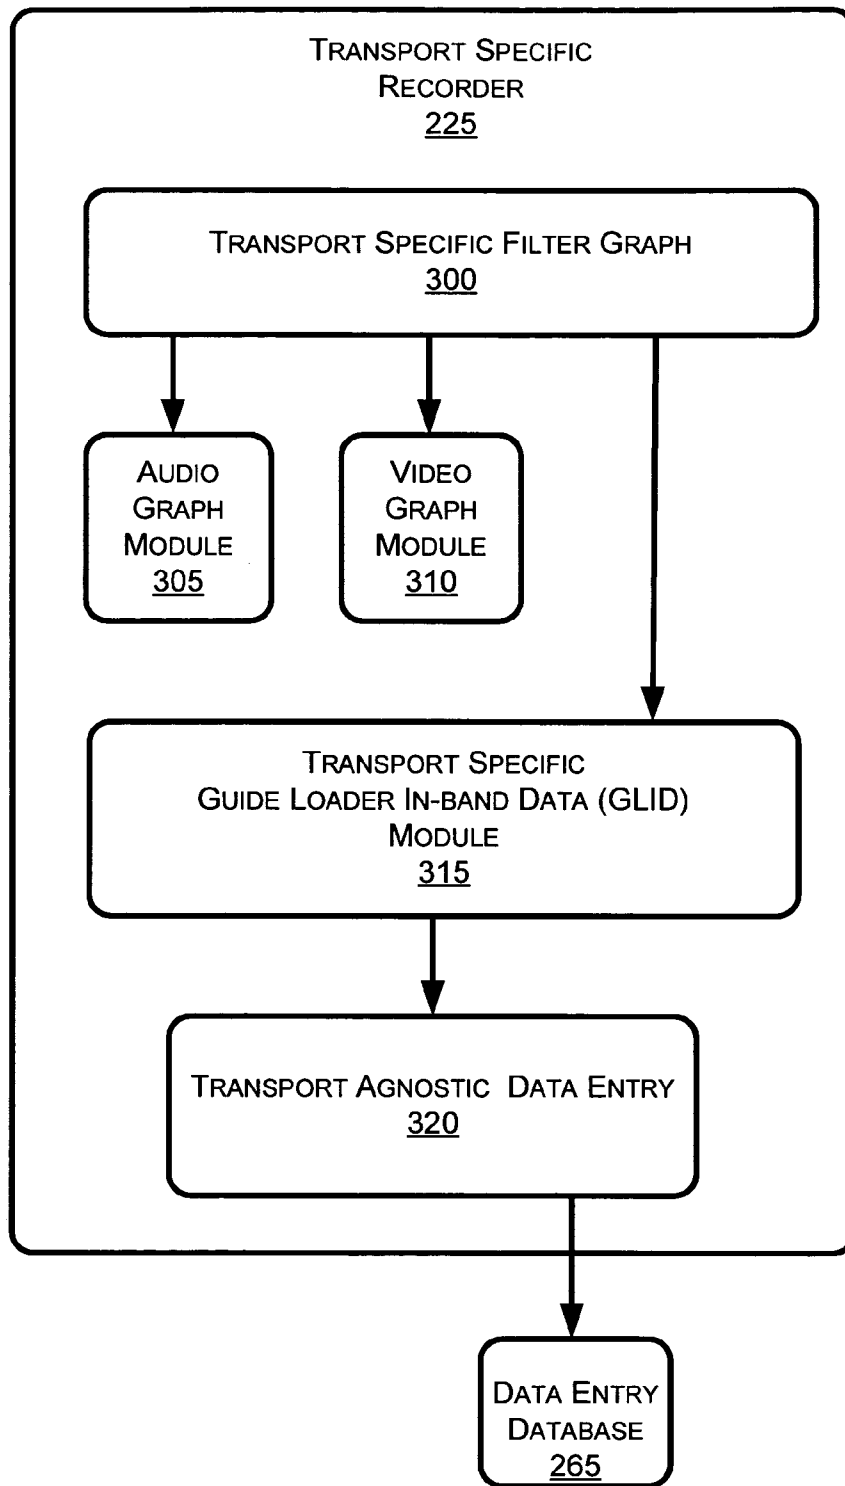 TRANSPORT SPECIFIC
RECORDER
225
TRANSPORT SPECIFIC FILTER GRAPH
300
AUDIO
GRAPH
MODULE
305
VIDEO
GRAPH
MODULE
310
TRANSPORT SPECIFIC
GUIDE LOADER IN-BAND DATA (GLID)
MODULE
315
TRANSPORT AGNOSTIC DATA ENTRY
320
DATA ENTRY
DATABASE
265